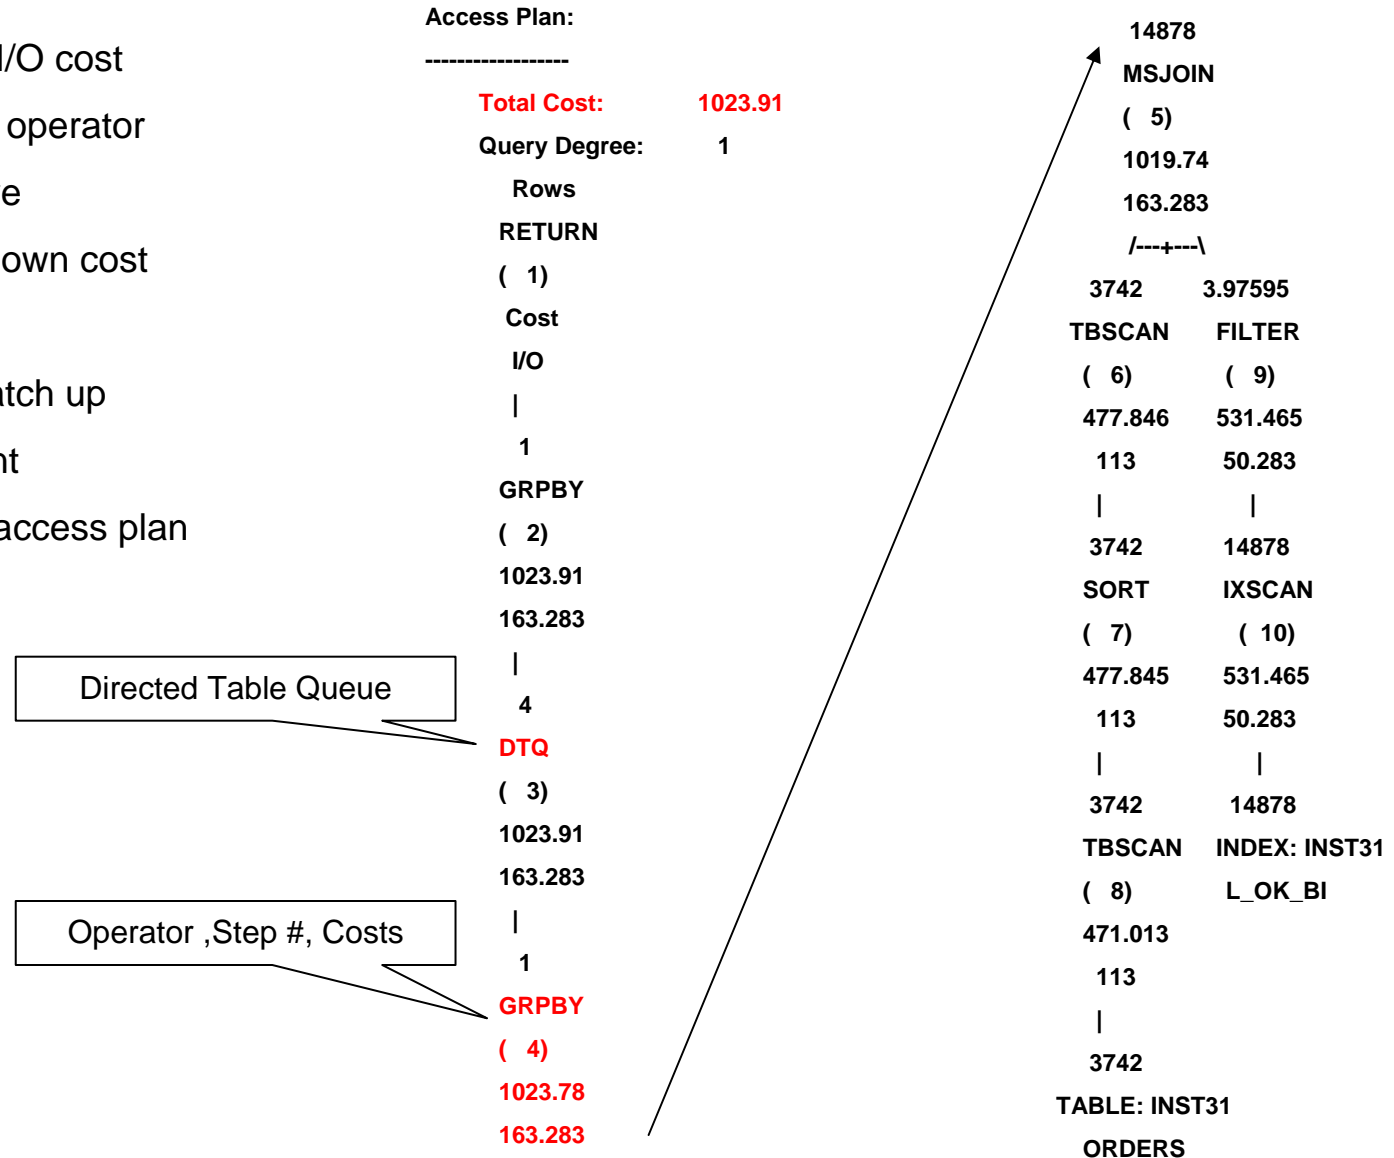 I/O cost
operator
e
own cost
atch up
nt
access plan
Directed Table Queue
Operator ,Step #, Costs
Access Plan:
------------------
Total Cost: 1023.91
Query Degree: 1
Rows
RETURN
( 1)
Cost
I/O
|
1
GRPBY
( 2)
1023.91
163.283
|
4
DTQ
( 3)
1023.91
163.283
|
1
GRPBY
( 4)
1023.78
163.283
14878
MSJOIN
( 5)
1019.74
163.283
/---+---\
3742 3.97595
TBSCAN FILTER
( 6) ( 9)
477.846 531.465
113 50.283
| |
3742 14878
SORT IXSCAN
( 7) ( 10)
477.845 531.465
113 50.283
| |
3742 14878
TBSCAN INDEX: INST31
( 8) L_OK_BI
471.013
113
|
3742
TABLE: INST31
ORDERS